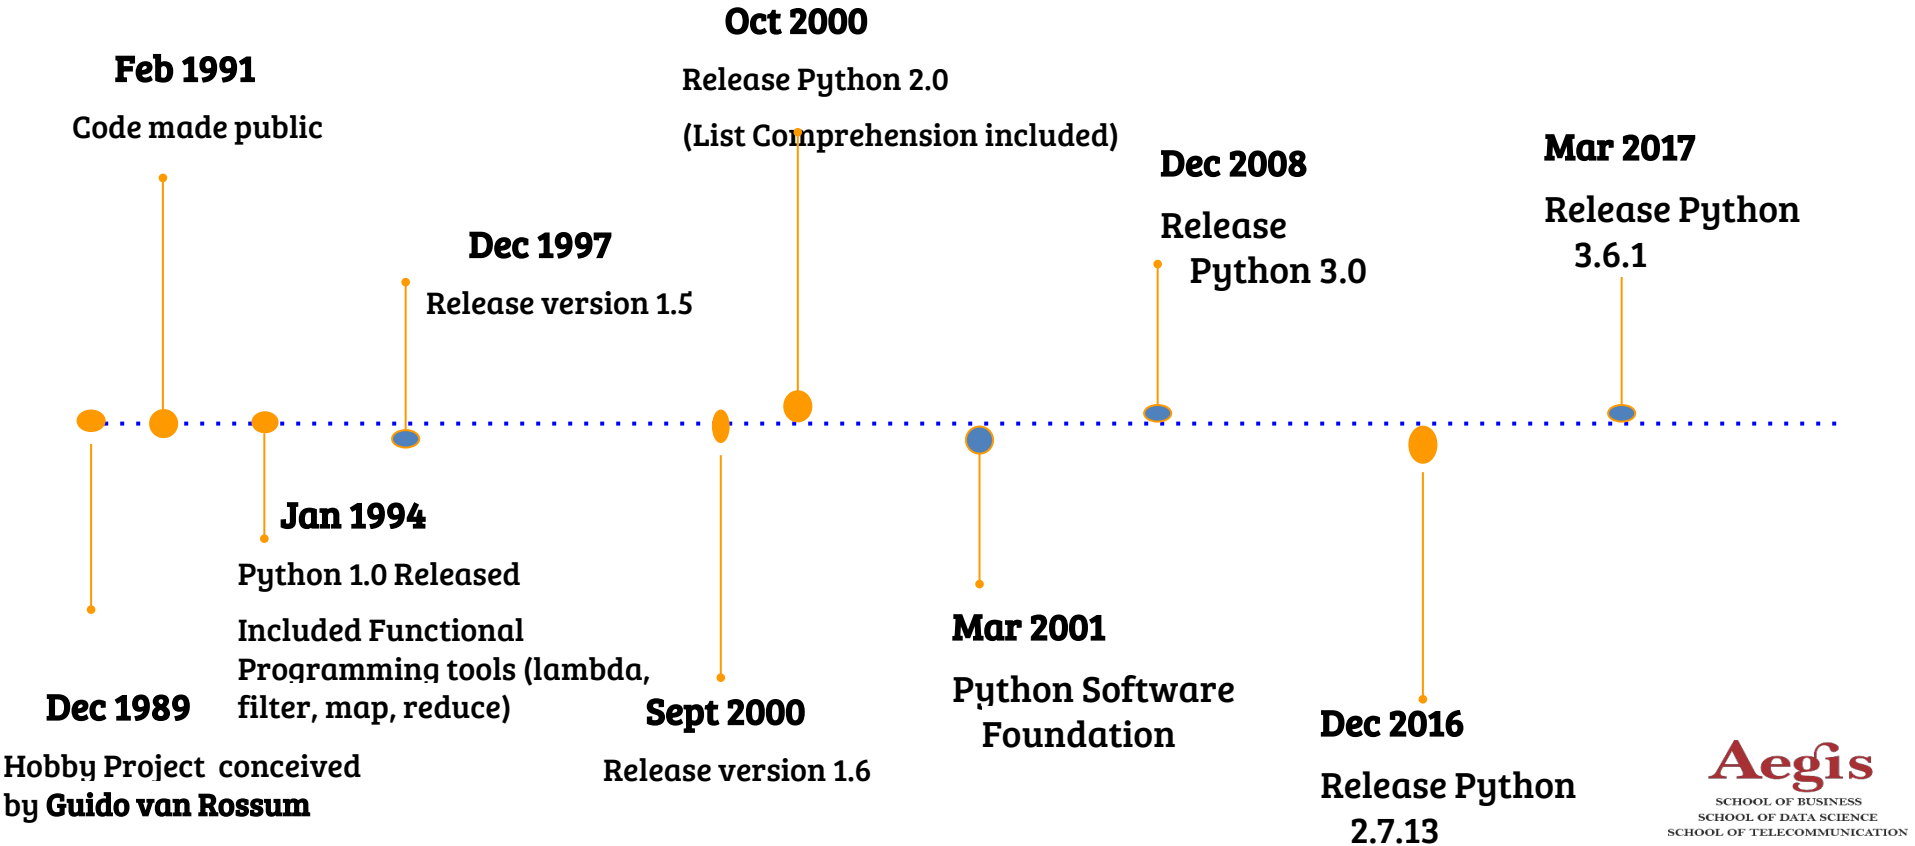 Oct 2000
Release Python 2.0
(List Comprehension included)
Feb 1991
Code made public
Dec 2008
Release
Python 3.0
Mar 2017
Release Python
3.6.1
Dec 1997
Release version 1.5
Jan 1994
Python 1.0 Released
Included Functional
Programming tools (lambda,
filter, map, reduce)
Dec 1989
Hobby Project conceived
by Guido van Rossum
Sept 2000
Release version 1.6
Mar 2001
Python Software
Foundation
Dec 2016
Release Python
2.7.13
Aegis
SCHOOL OF BUSINESS
SCHOOL OF DATA SCIENCE
SCHOOL OF TELECOMMUNICATION